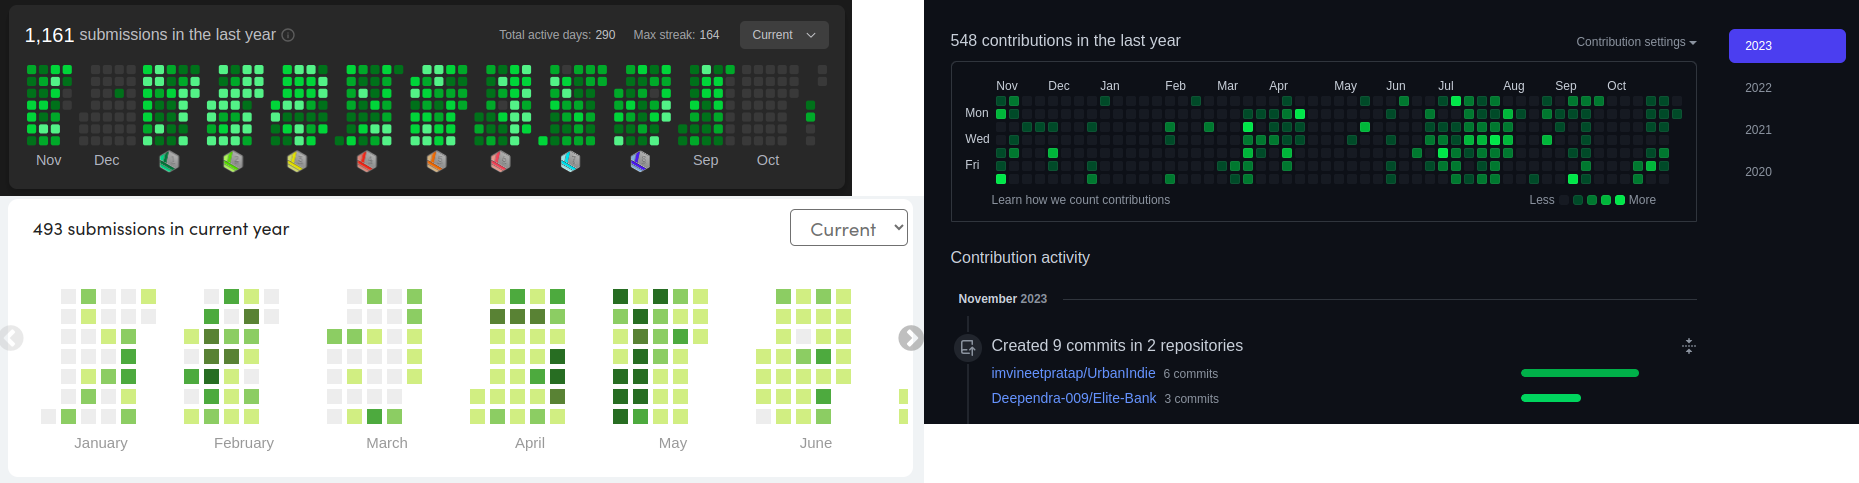 1,161 submissions in the last year
Total active days: 290 Max streak: 164
Current
Nov Dec Sep Oct
493 submissions in current year
Current
January February March April May June
548 contributions in the last year
Contribution settings
2023
2022
2021
2020
Nov Dec Jan Feb Mar Apr May Jun Jul Aug Sep Oct
Mon
Wed
Fri
Learn how we count contributions
Less More
Contribution activity
November 2023
Created 9 commits in 2 repositories
imvineetpratap/UrbanIndie 6 commits
Deependra-009/Elite-Bank 3 commits